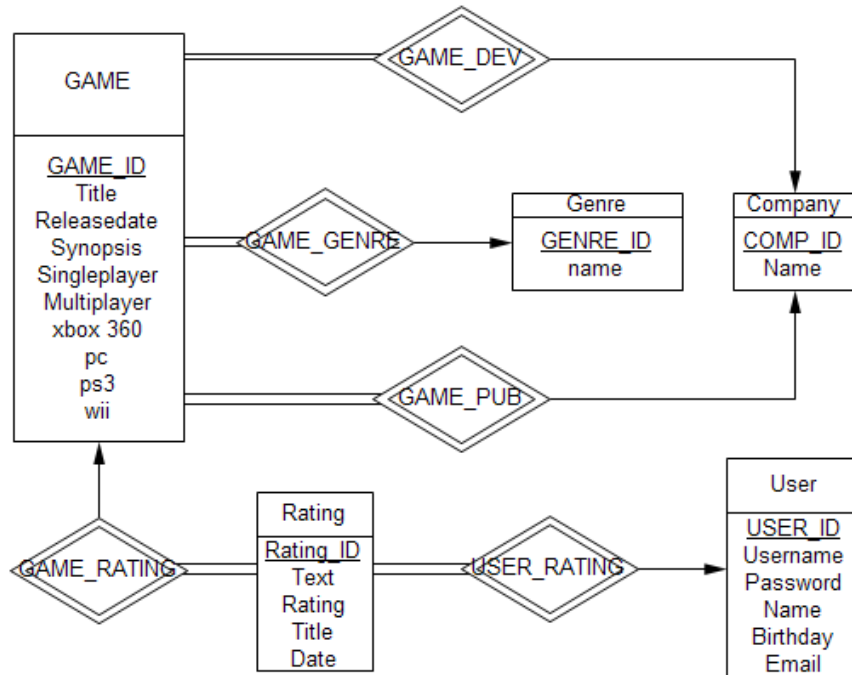 GAME
GAME_ID
Title
Releasedate
Synopsis
Singleplayer
Multiplayer
xbox 360
pc
ps3
wii
GAME_DEV
GAME_GENRE
Genre
GENRE_ID
name
Company
COMP_ID
Name
GAME_PUB
GAME_RATING
Rating
Rating_ID
Text
Rating
Title
Date
USER_RATING
User
USER_ID
Username
Password
Name
Birthday
Email